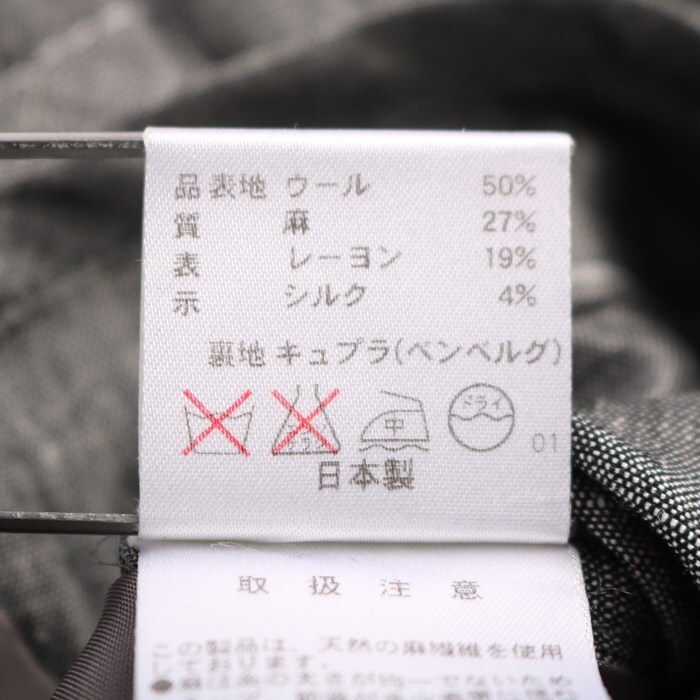 品質表示
表地 ウール 50%
麻 27%
レーヨン 19%
シルク 4%
裏地 キュプラ(ベンベルグ)
中 ドライ 01
日本製
取扱注意
この製品は、天然の麻繊維を使用
しております。